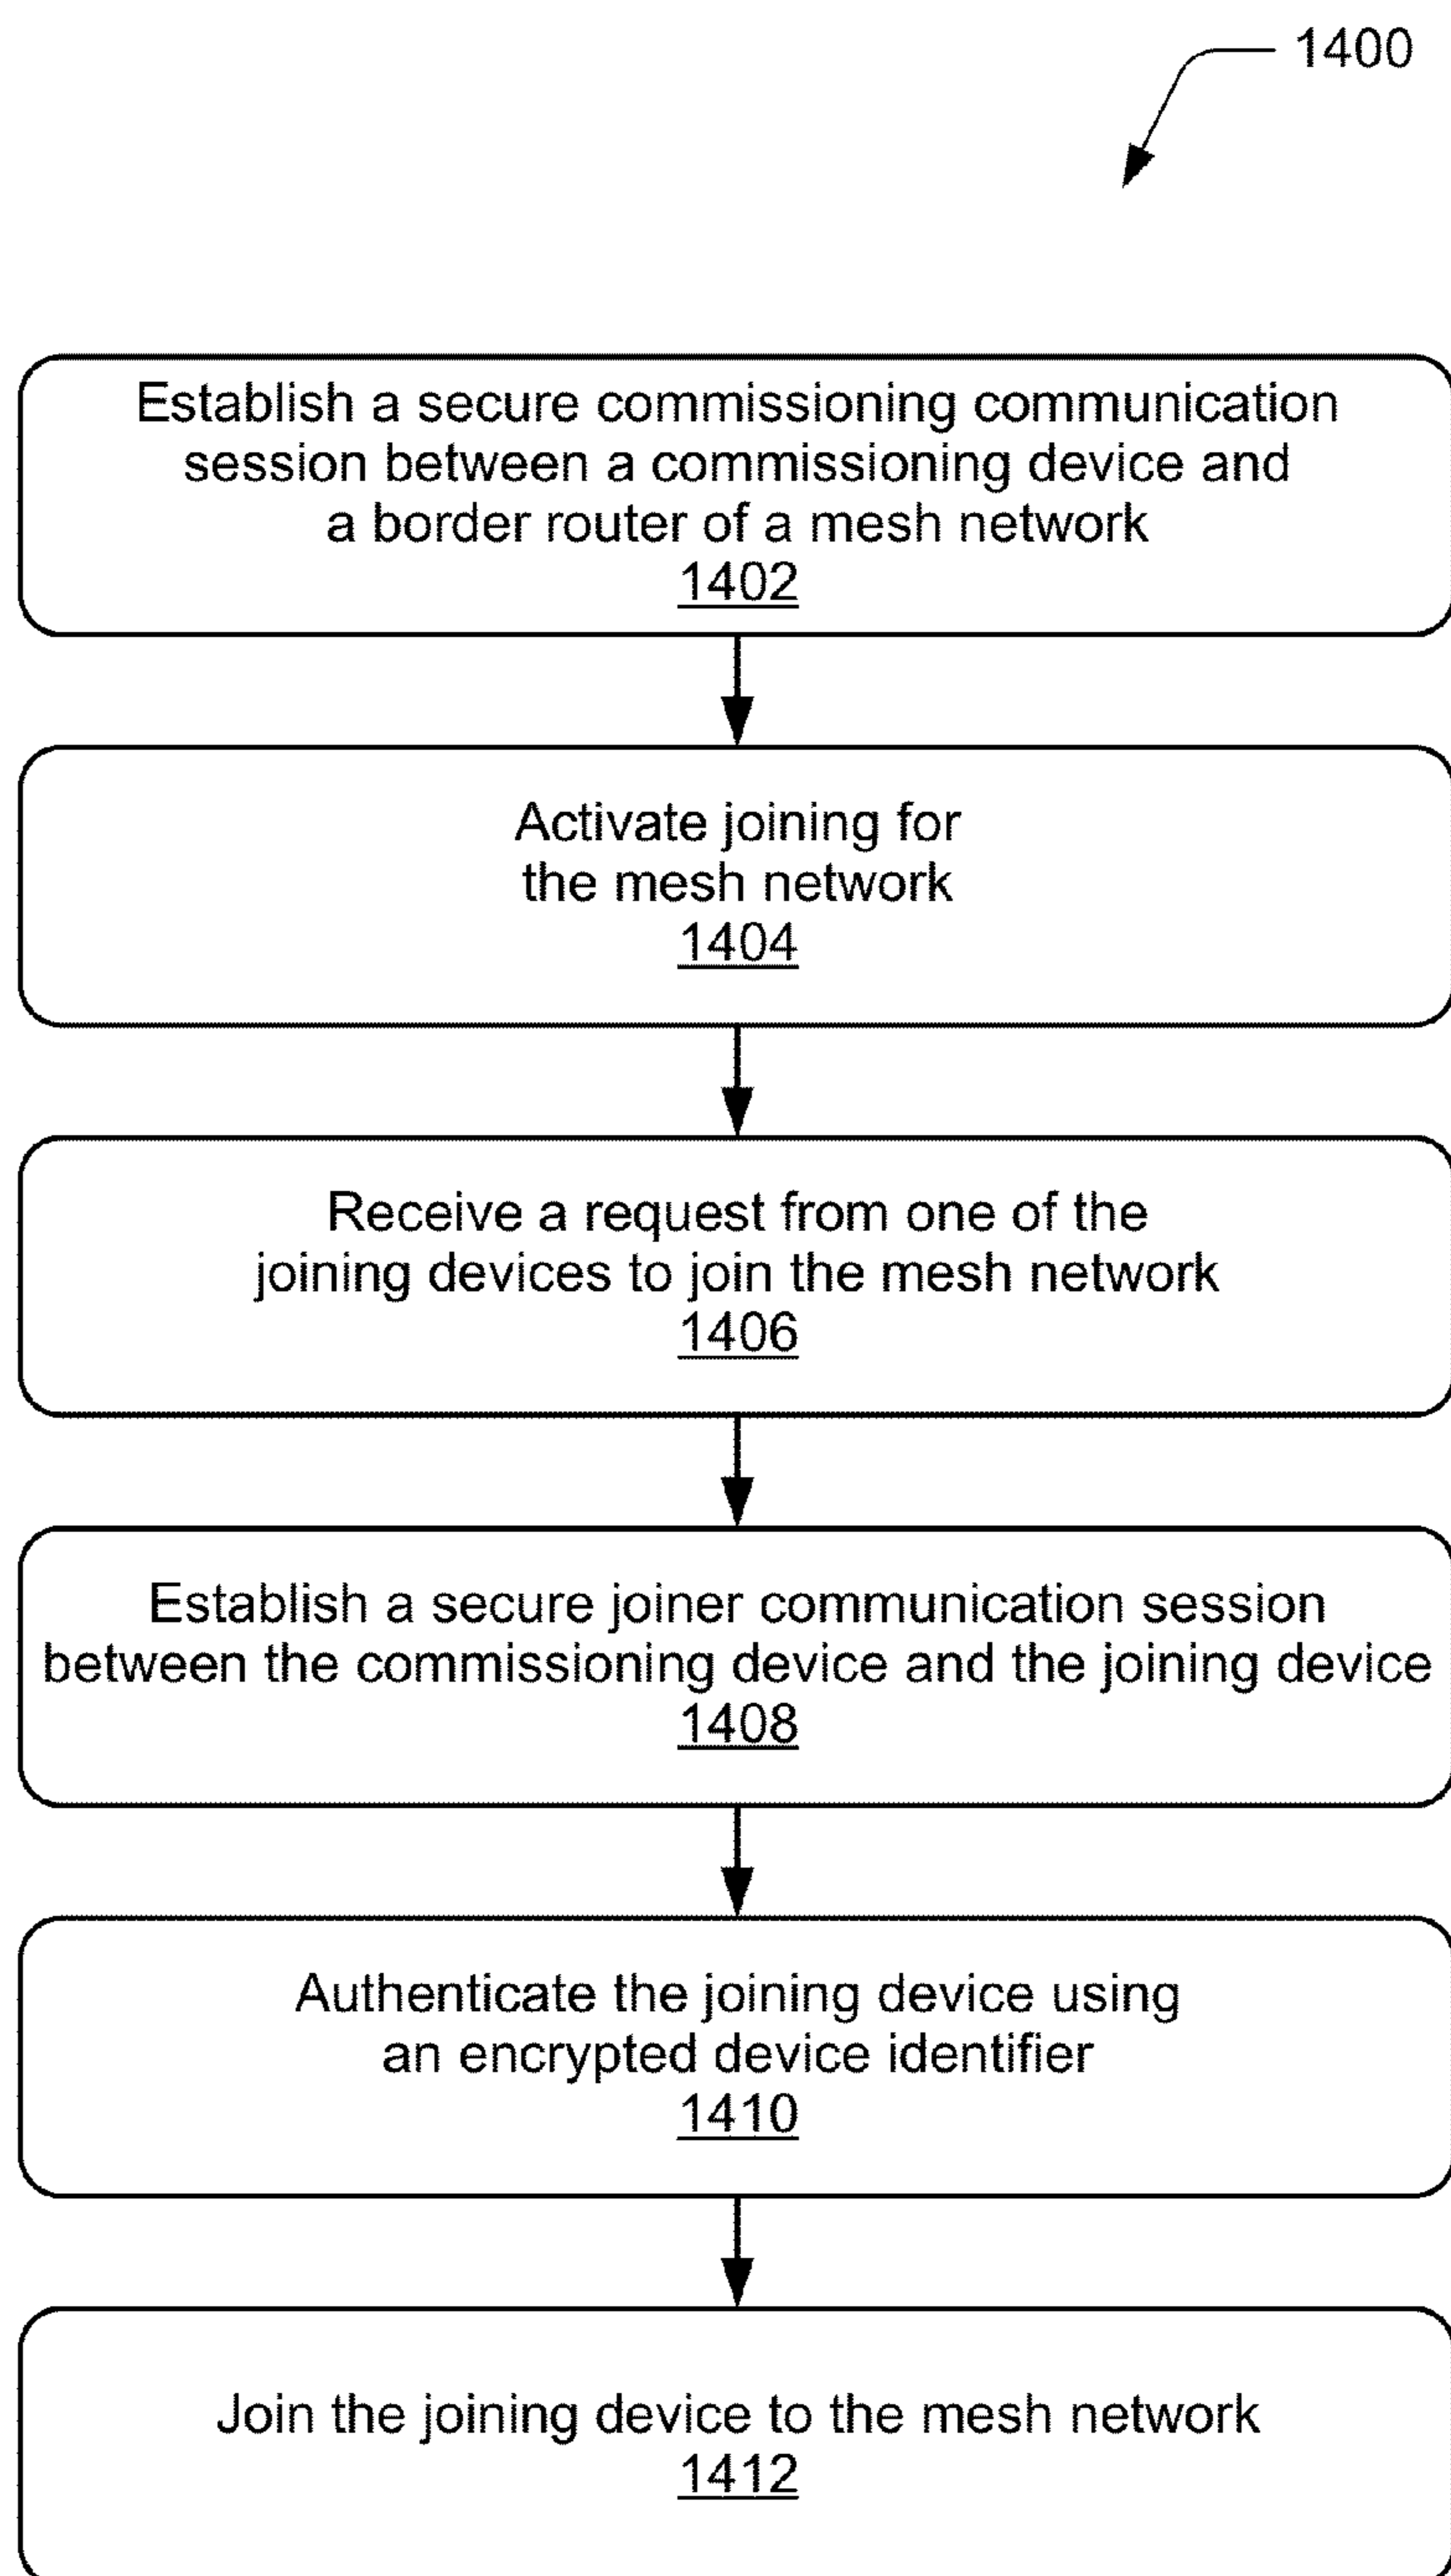 1400
Establish a secure commissioning communication
session between a commissioning device and
a border router of a mesh network
1402
Activate joining for
the mesh network
1404
Receive a request from one of the
joining devices to join the mesh network
1406
Establish a secure joiner communication session
between the commissioning device and the joining device
1408
Authenticate the joining device using
an encrypted device identifier
1410
Join the joining device to the mesh network
1412